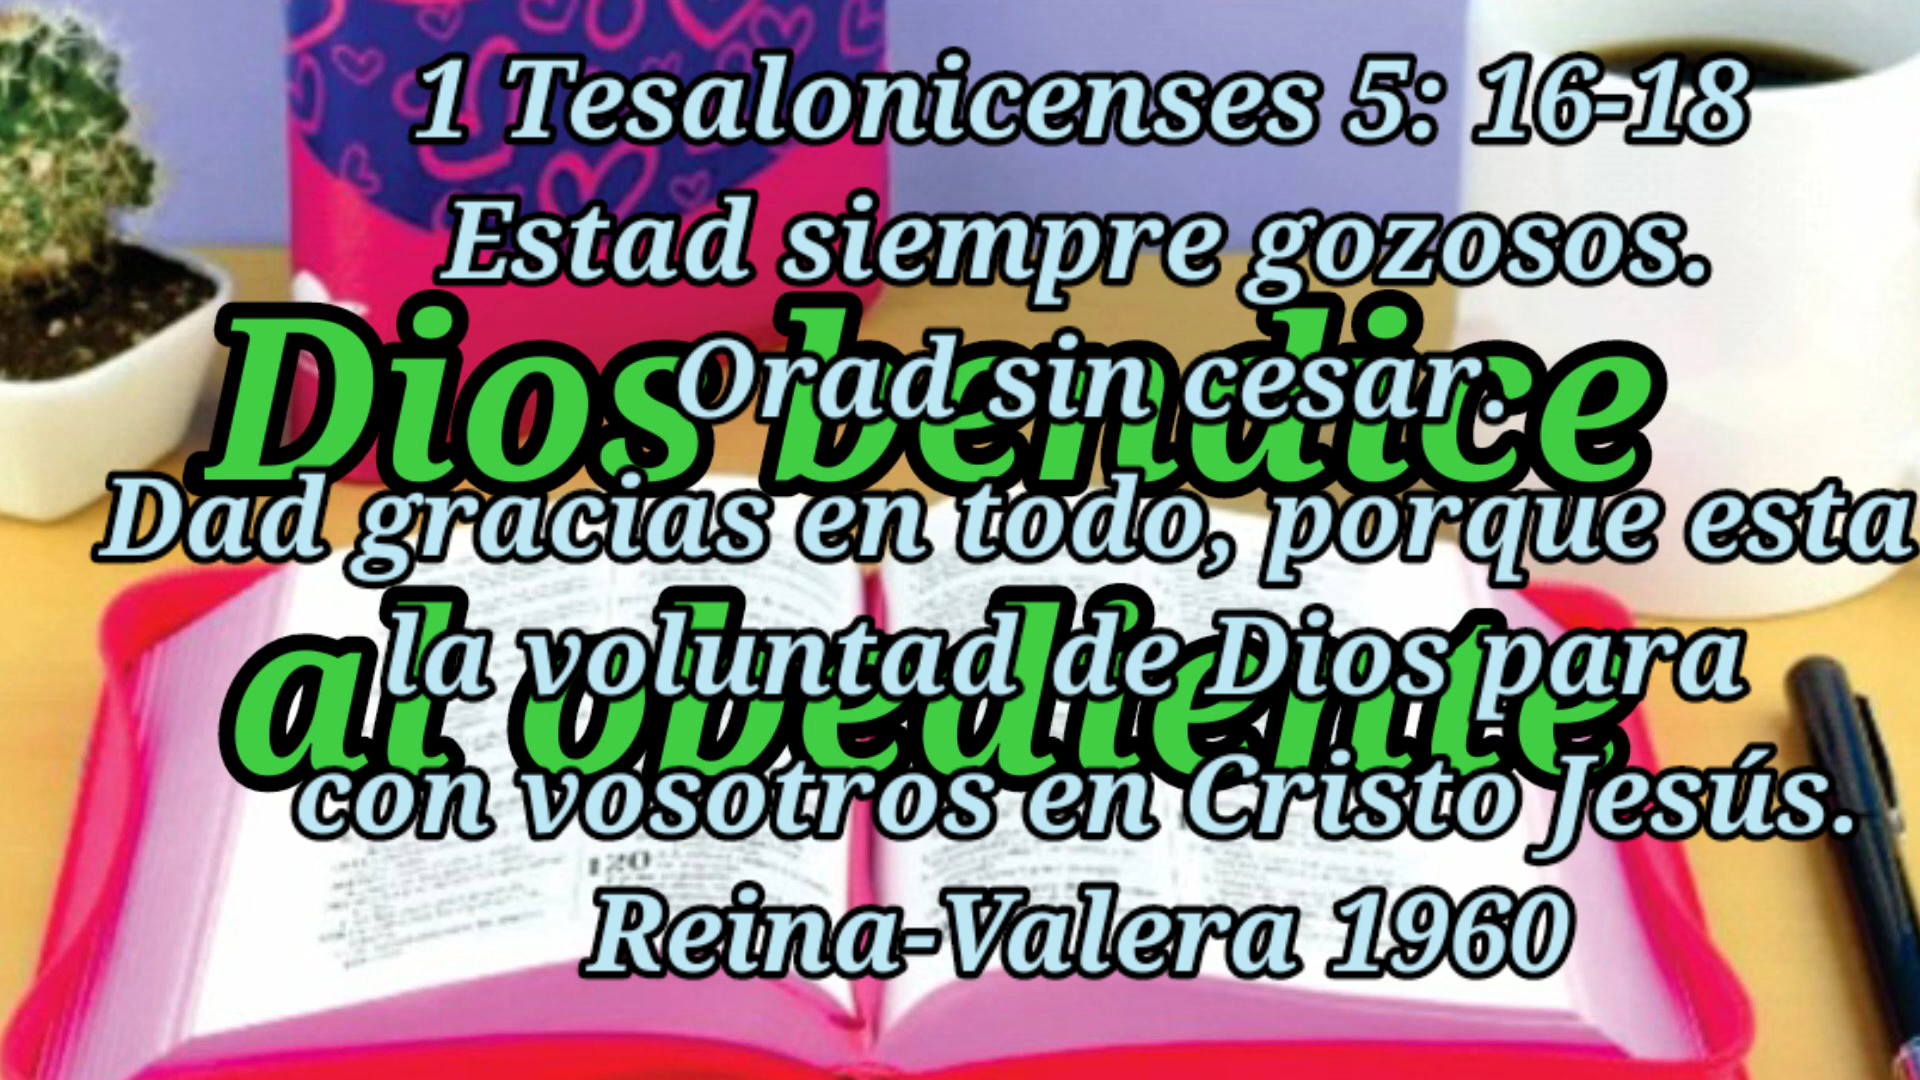 1 Tesalonicenses 5: 16-18
Estad siempre gozosos.
Dios bendice
Orad sin cesar.
Dad gracias en todo, porque esta
al obediente
la voluntad de Dios para
con vosotros en Cristo Jesús.
120
Reina-Valera 1960